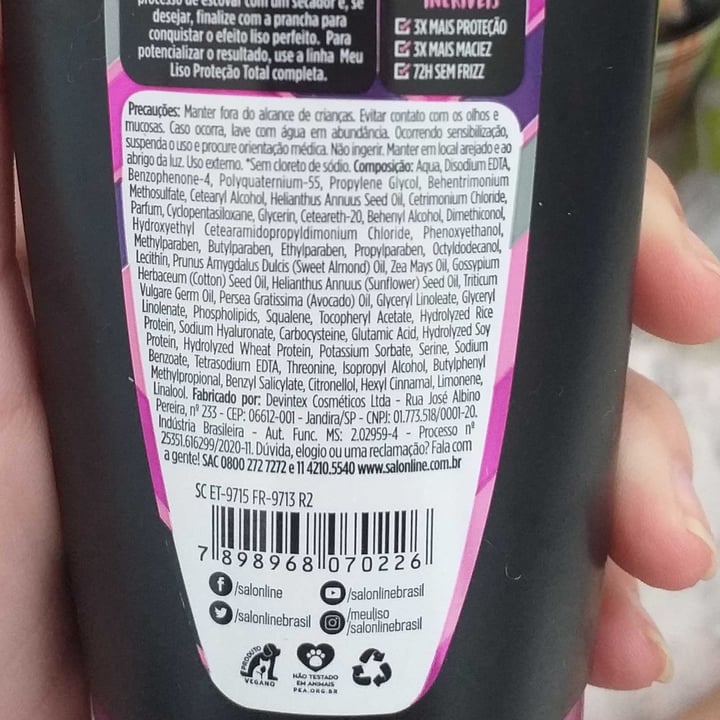 processo de escovar com um secador e, se
desejar, finalize com a prancha para
conquistar o efeito liso perfeito. Para
potencializar o resultado, use a linha Meu
Liso Proteção Total completa.
INCRÍVEIS
3X MAIS PROTEÇÃO
3X MAIS MACIEZ
72H SEM FRIZZ
Precauções: Manter fora do alcance de crianças. Evitar contato com os olhos e
mucosas. Caso ocorra, lave com água em abundância. Ocorrendo sensibilização,
suspenda o uso e procure orientação médica. Não ingerir. Manter em local arejado e ao
abrigo da luz. Uso externo. *Sem cloreto de sódio. Composição: Aqua, Disodium EDTA,
Benzophenone-4, Polyquaternium-55, Propylene Glycol, Behentrimonium
Methosulfate, Cetearyl Alcohol, Helianthus Annuus Seed Oil, Cetrimonium Chloride,
Parfum, Cyclopentasiloxane, Glycerin, Ceteareth-20, Behenyl Alcohol, Dimethiconol,
Hydroxyethyl Cetearamidopropyldimonium Chloride, Phenoxyethanol,
Methylparaben, Butylparaben, Ethylparaben, Propylparaben, Octyldodecanol,
Lecithin, Prunus Amygdalus Dulcis (Sweet Almond) Oil, Zea Mays Oil, Gossypium
Herbaceum (Cotton) Seed Oil, Helianthus Annuus (Sunflower) Seed Oil, Triticum
Vulgare Germ Oil, Persea Gratissima (Avocado) Oil, Glyceryl Linoleate, Glyceryl
Linolenate, Phospholipids, Squalene, Tocopheryl Acetate, Hydrolyzed Rice
Protein, Sodium Hyaluronate, Carbocysteine, Glutamic Acid, Hydrolyzed Soy
Protein, Hydrolyzed Wheat Protein, Potassium Sorbate, Serine, Sodium
Benzoate, Tetrasodium EDTA, Threonine, Isopropyl Alcohol, Butylphenyl
Methylpropional, Benzyl Salicylate, Citronellol, Hexyl Cinnamal, Limonene,
Linalool. Fabricado por: Devintex Cosméticos Ltda - Rua José Albino
Pereira, nº 233 - CEP: 06612-001 - Jandira/SP - CNPJ: 01.773.518/0001-20.
Indústria Brasileira - Aut. Func. MS: 2.02959-4 - Processo nº
25351.616299/2020-11. Dúvida, elogio ou uma reclamação? Fala com
a gente! SAC 0800 272 7272 e 11 4210.5540 www.salonline.com.br
SC ET-9715 FR-9713 R2
7 898968 070226
/salonline
/salonlinebrasil
/salonlinebrasil
/meuliso
/salonlinebrasil
PRODUTO
VEGANO
NÃO TESTADO
EM ANIMAIS
PEA.ORG.BR